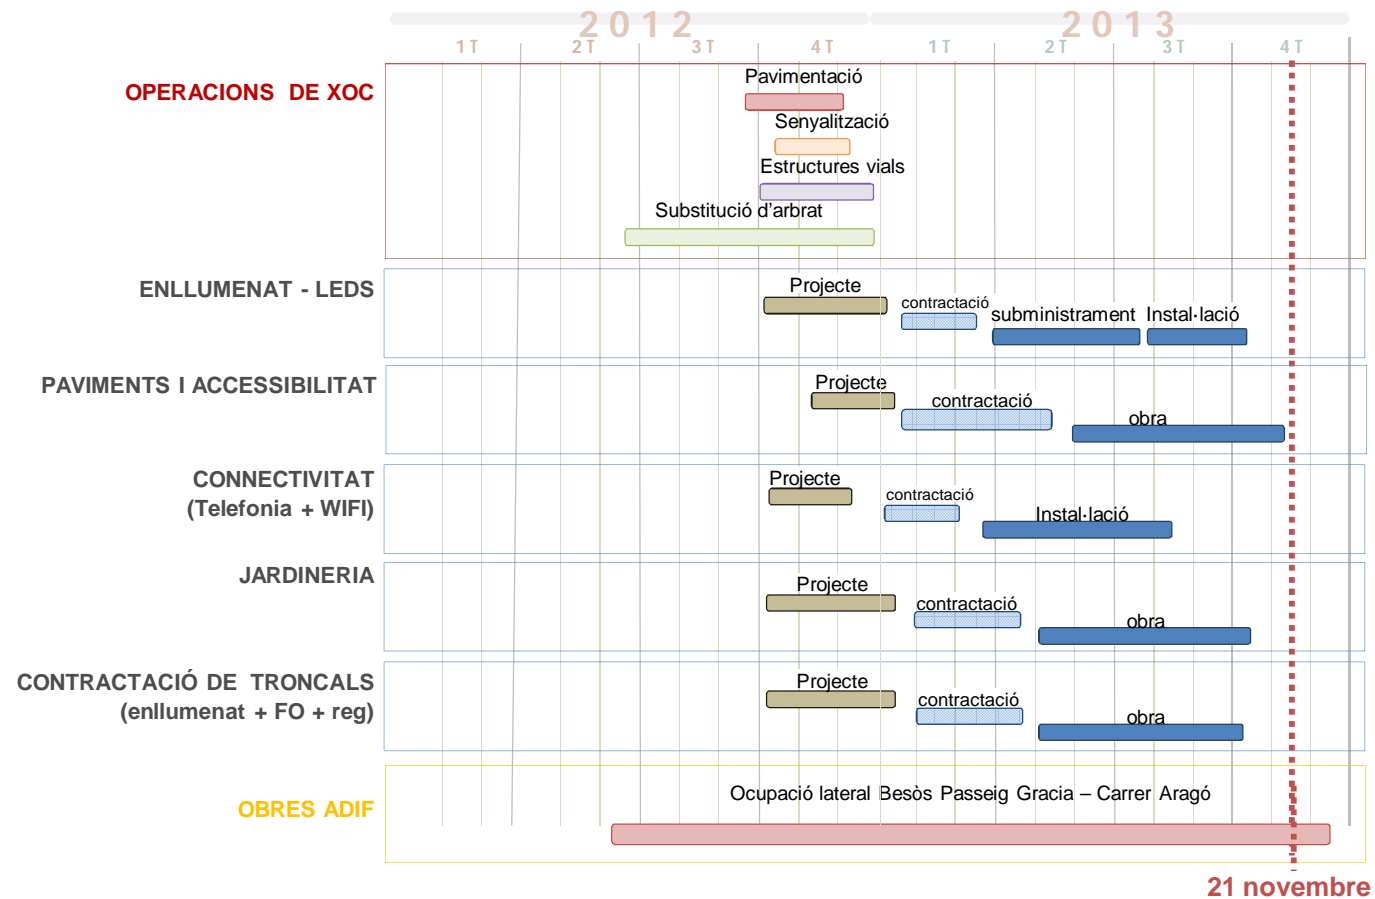 2012
2013
1 T
2 T
3 T
4 T
1 T
2 T
3 T
4 T
OPERACIONS DE XOC
Pavimentació
Senyalització
Estructures vials
Substitució d'arbrat
ENLLUMENAT - LEDS
Projecte
contractació
subministrament
Instal·lació
PAVIMENTS I ACCESSIBILITAT
Projecte
contractació
obra
CONNECTIVITAT
(Telefonia + WIFI)
Projecte
contractació
Instal·lació
JARDINERIA
Projecte
contractació
obra
CONTRACTACIÓ DE TRONCALS
(enllumenat + FO + reg)
Projecte
contractació
obra
OBRES ADIF
Ocupació lateral Besòs Passeig Gracia – Carrer Aragó
21 novembre